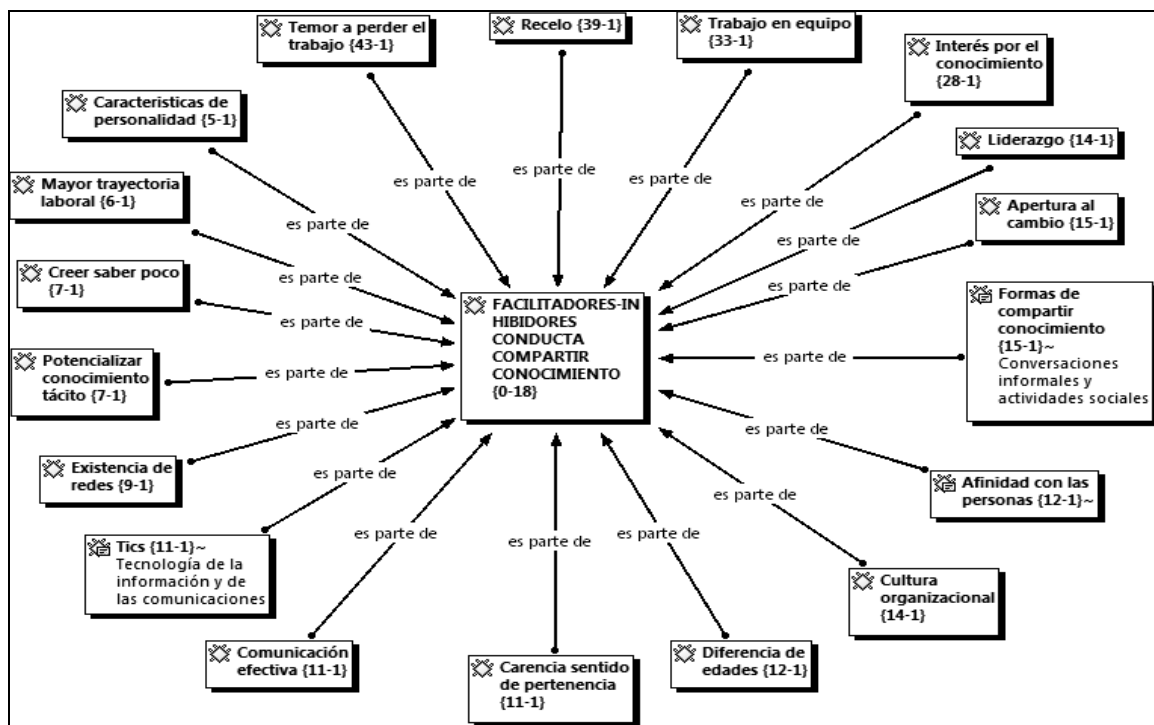 Temor a perder el
trabajo {43-1}
Recelo {39-1}
Trabajo en equipo
{33-1}
Interés por el
conocimiento
{28-1}
Caracteristicas de
personalidad {5-1}
Liderazgo {14-1}
es parte de
es parte de
es parte de
es parte de
Mayor trayectoria
laboral {6-1}
Apertura al
cambio {15-1}
es parte de
es parte de
Creer saber poco
{7-1}
es parte de
es parte de
FACILITADORES-IN
HIBIDORES
CONDUCTA
COMPARTIR
CONOCIMIENTO
{0-18}
Formas de
compartir
conocimiento
{15-1}~
Conversaciones
informales y
actividades sociales
es parte de
Potencializar
conocimiento
tácito {7-1}
es parte de
es parte de
es parte de
es parte de
Existencia de
redes {9-1}
es parte de
Afinidad con las
personas {12-1}~
es parte de
es parte de
es parte de
es parte de
Tics {11-1}~
Tecnología de la
información y de
las comunicaciones
Cultura
organizacional
{14-1}
Comunicación
efectiva {11-1}
Carencia sentido
de pertenencia
{11-1}
Diferencia de
edades {12-1}